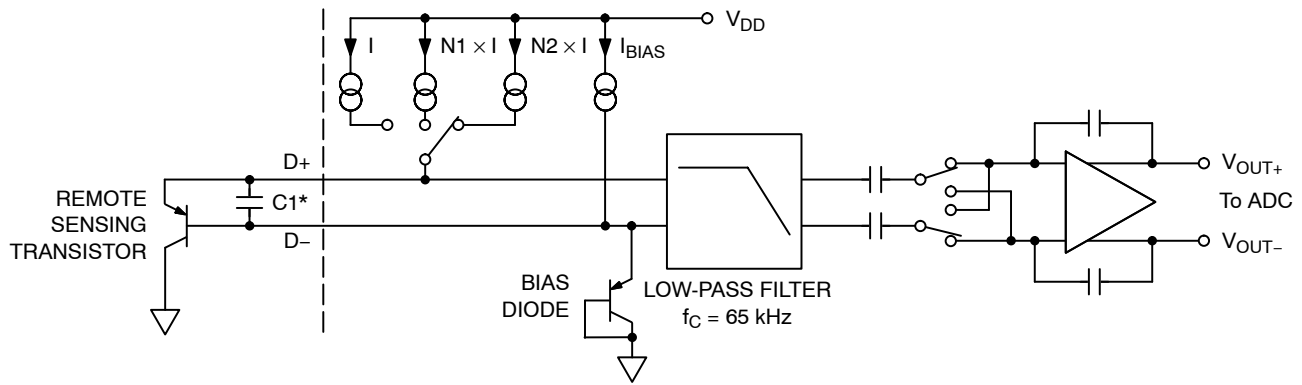 V_DD
I
N1 × I
N2 × I
I_BIAS
D+
REMOTE
SENSING
TRANSISTOR
C1*
D−
BIAS
DIODE
LOW-PASS FILTER
f_C = 65 kHz
V_OUT+
To ADC
V_OUT−